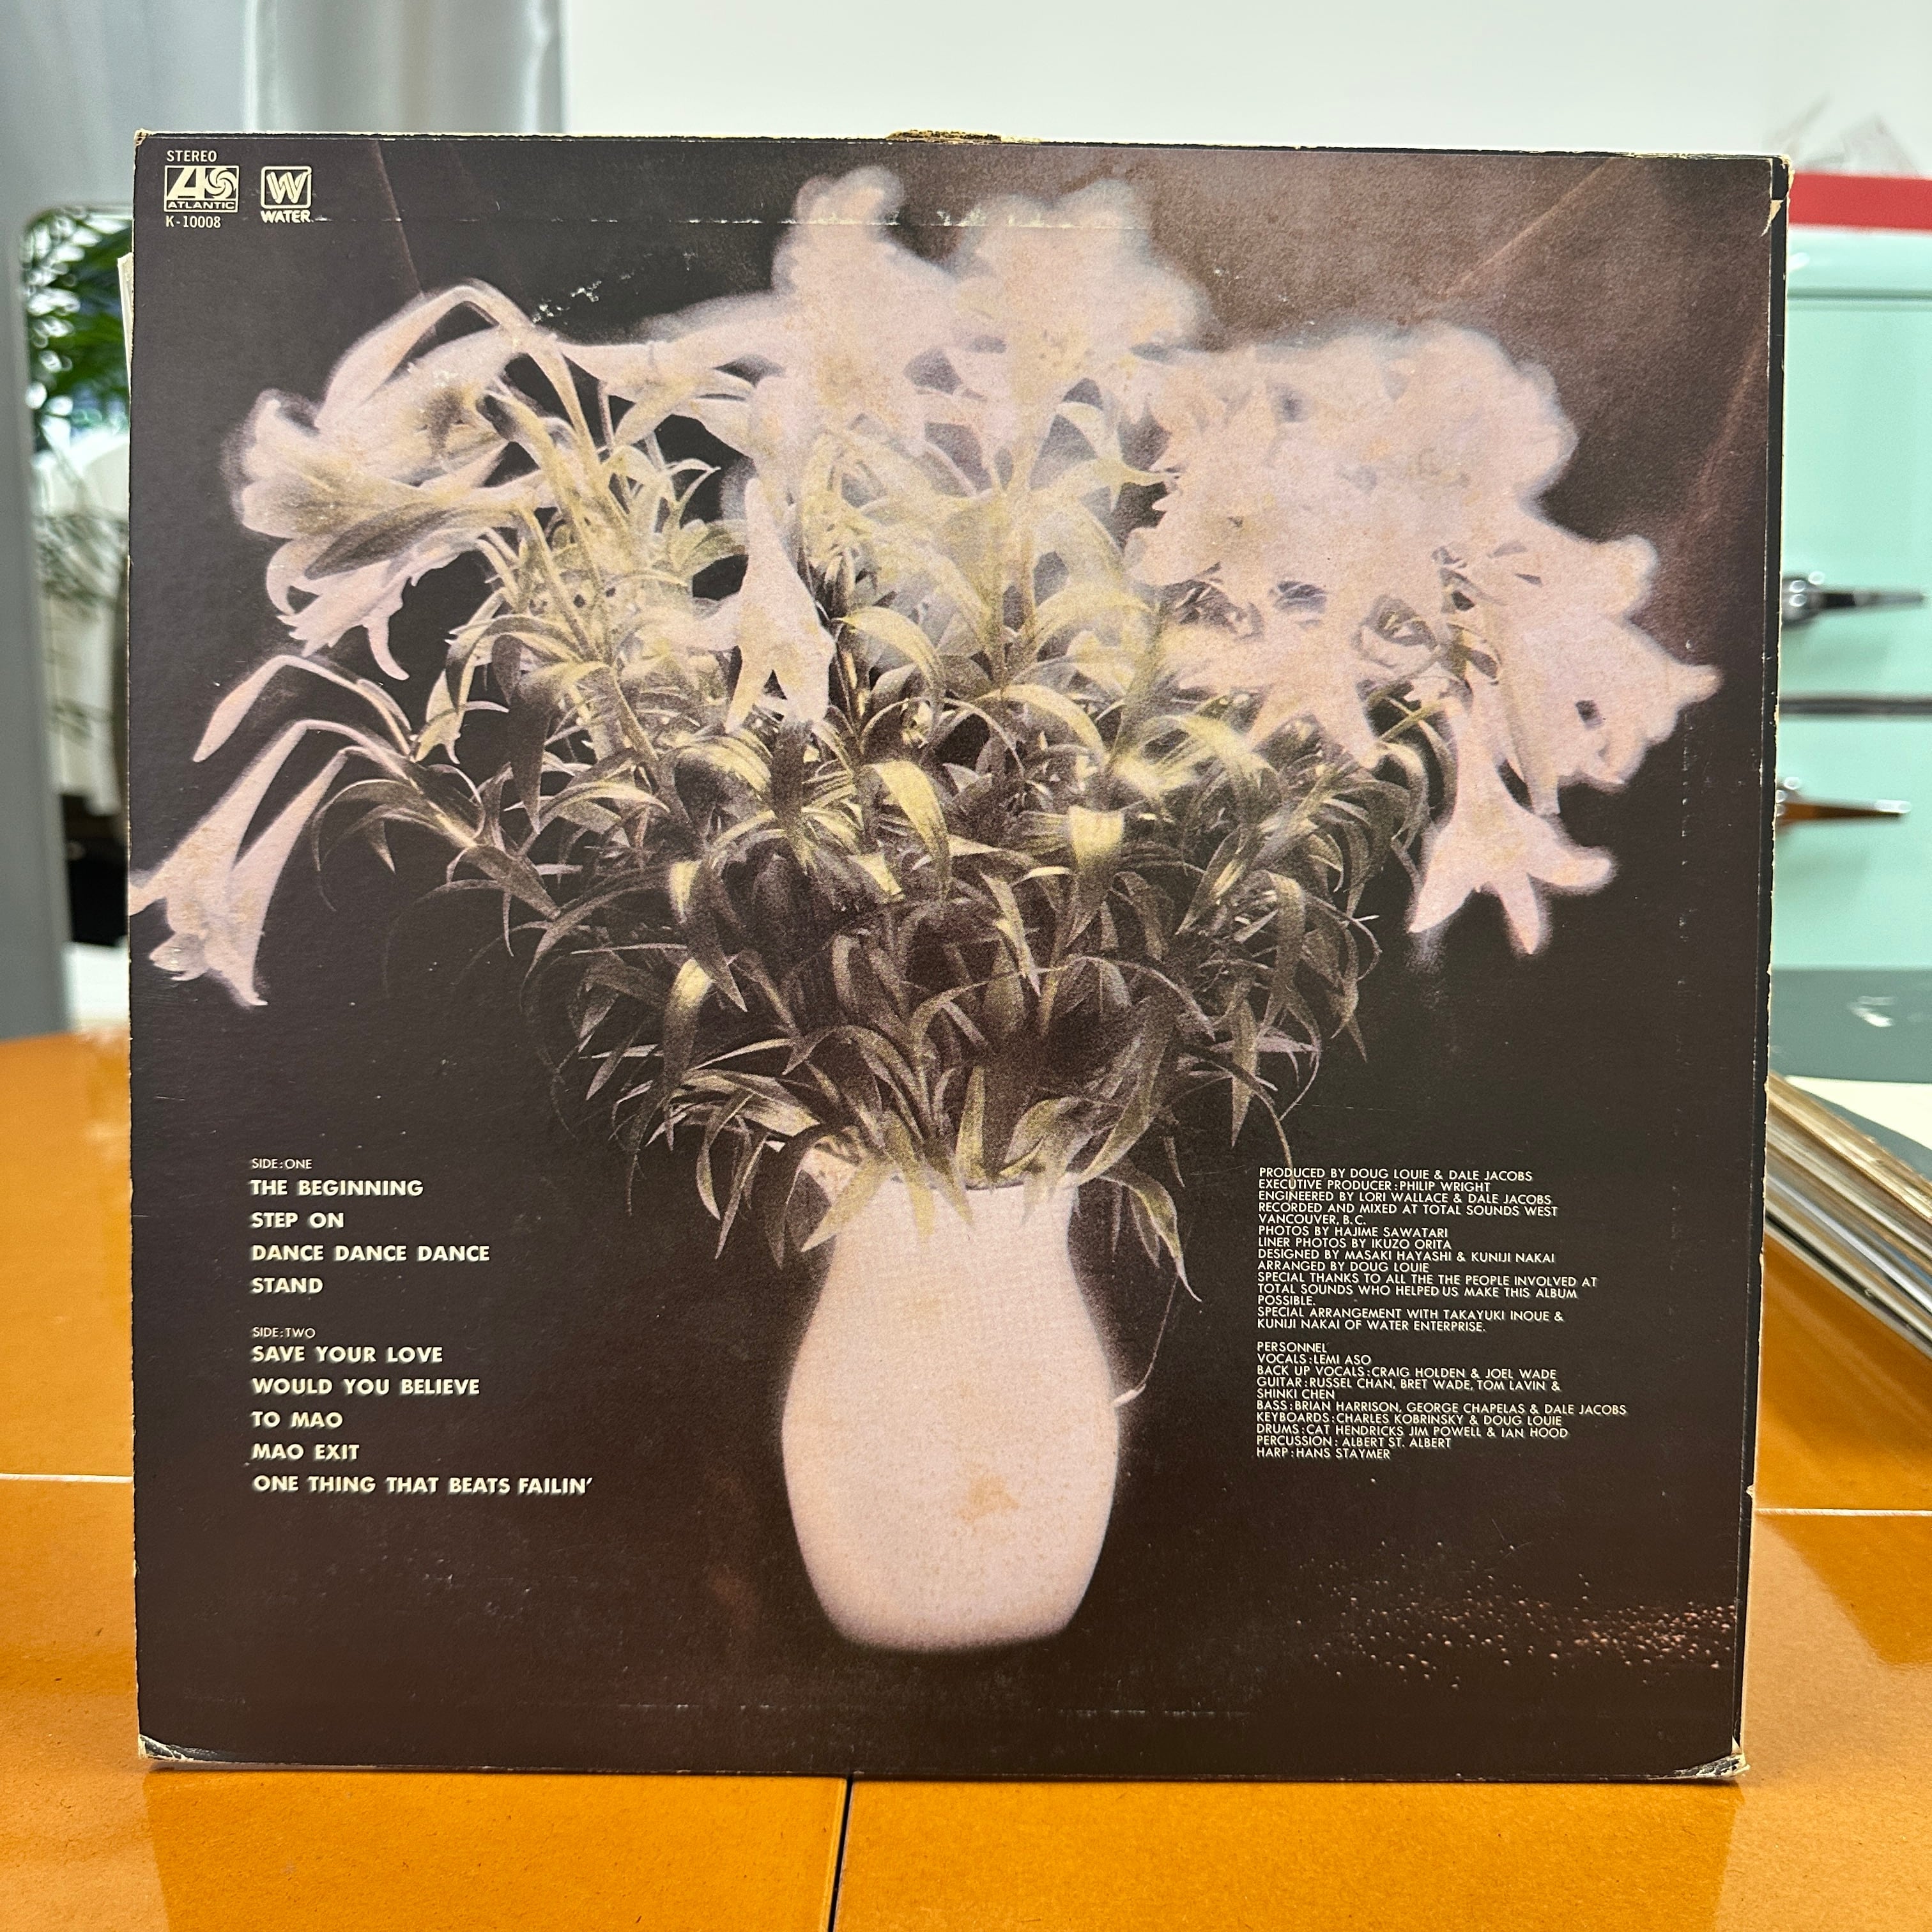 STEREO
ATLANTIC
K-10008
W
WATER
SIDE:ONE
THE BEGINNING
STEP ON
DANCE DANCE DANCE
STAND
SIDE:TWO
SAVE YOUR LOVE
WOULD YOU BELIEVE
TO MAO
MAO EXIT
ONE THING THAT BEATS FAILIN'
PRODUCED BY DOUG LOUIE & DALE JACOBS
EXECUTIVE PRODUCER:PHILIP WRIGHT
ENGINEERED BY LORI WALLACE & DALE JACOBS
RECORDED AND MIXED AT TOTAL SOUNDS WEST
VANCOUVER, B.C.
PHOTOS BY HAJIME SAWATARI
LINER PHOTOS BY IKUZO ORITA
DESIGNED BY MASAKI HAYASHI & KUNIJI NAKAI
ARRANGED BY DOUG LOUIE
SPECIAL THANKS TO ALL THE THE PEOPLE INVOLVED AT
TOTAL SOUNDS WHO HELPED US MAKE THIS ALBUM
POSSIBLE.
SPECIAL ARRANGEMENT WITH TAKAYUKI INOUE &
KUNIJI NAKAI OF WATER ENTERPRISE.
PERSONNEL
VOCALS:LEMI ASO
BACK UP VOCALS:CRAIG HOLDEN & JOEL WADE
GUITAR:RUSSEL CHAN, BRET WADE, TOM LAVIN &
SHINKI CHEN
BASS:BRIAN HARRISON, GEORGE CHAPELAS & DALE JACOBS
KEYBOARDS:CHARLES KOBRINSKY & DOUG LOUIE
DRUMS:CAT HENDRICKS JIM POWELL & IAN HOOD
PERCUSSION:ALBERT ST. ALBERT
HARP:HANS STAYMER